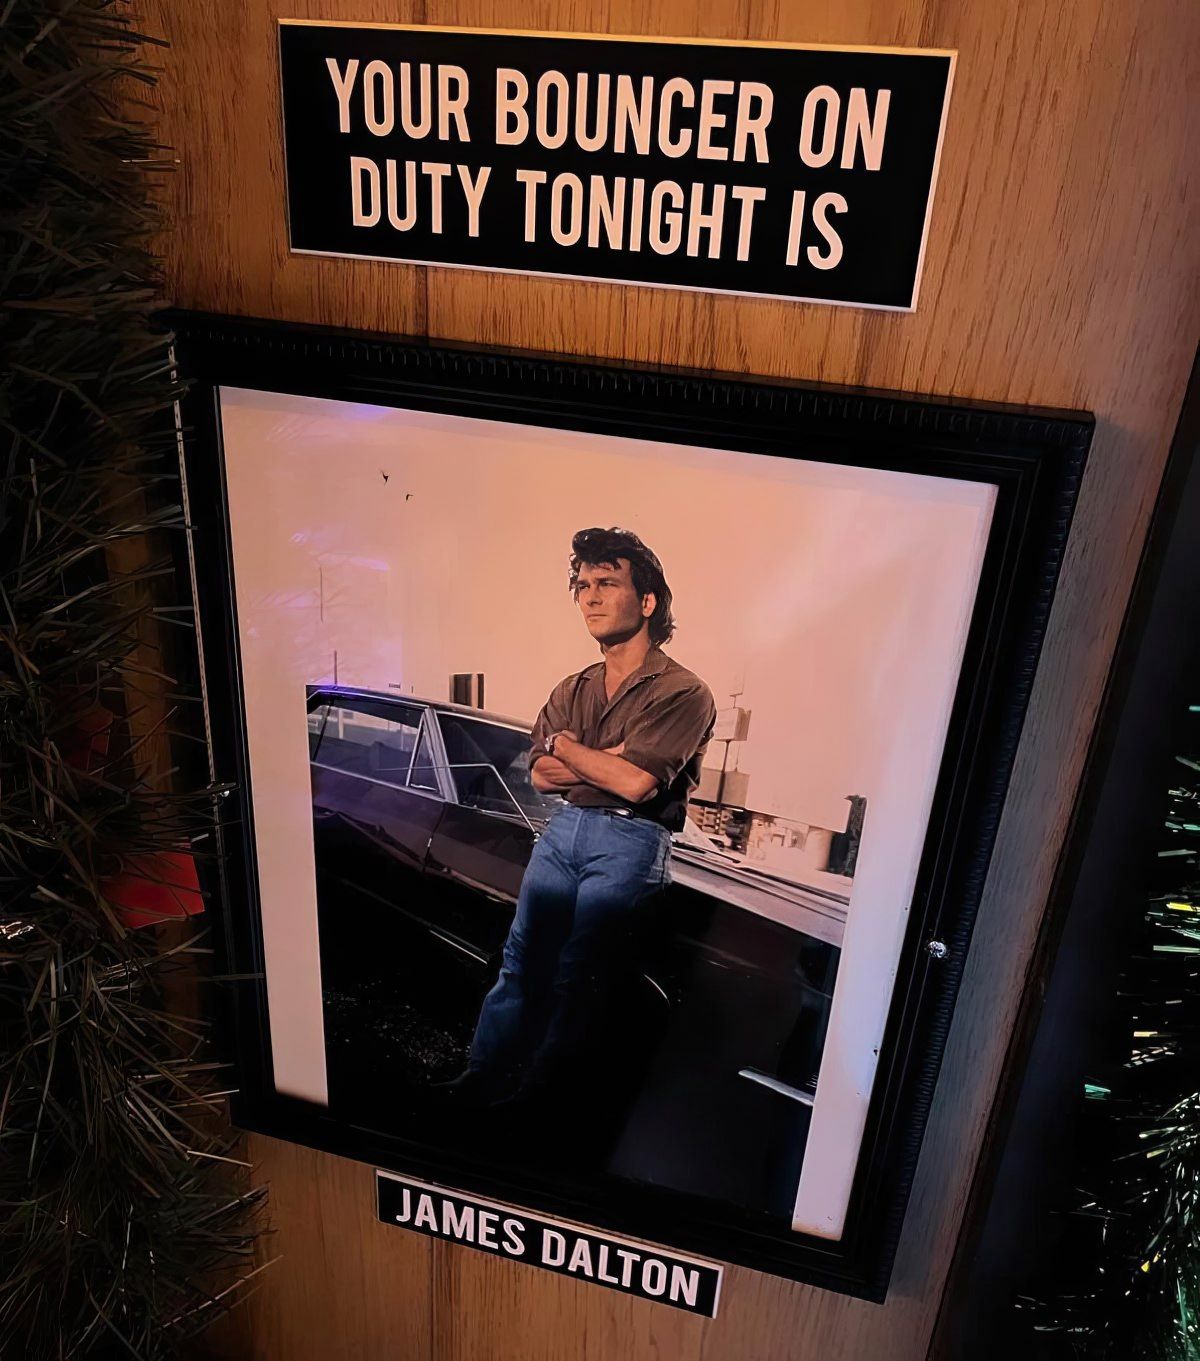 YOUR BOUNCER ON
DUTY TONIGHT IS
JAMES DALTON